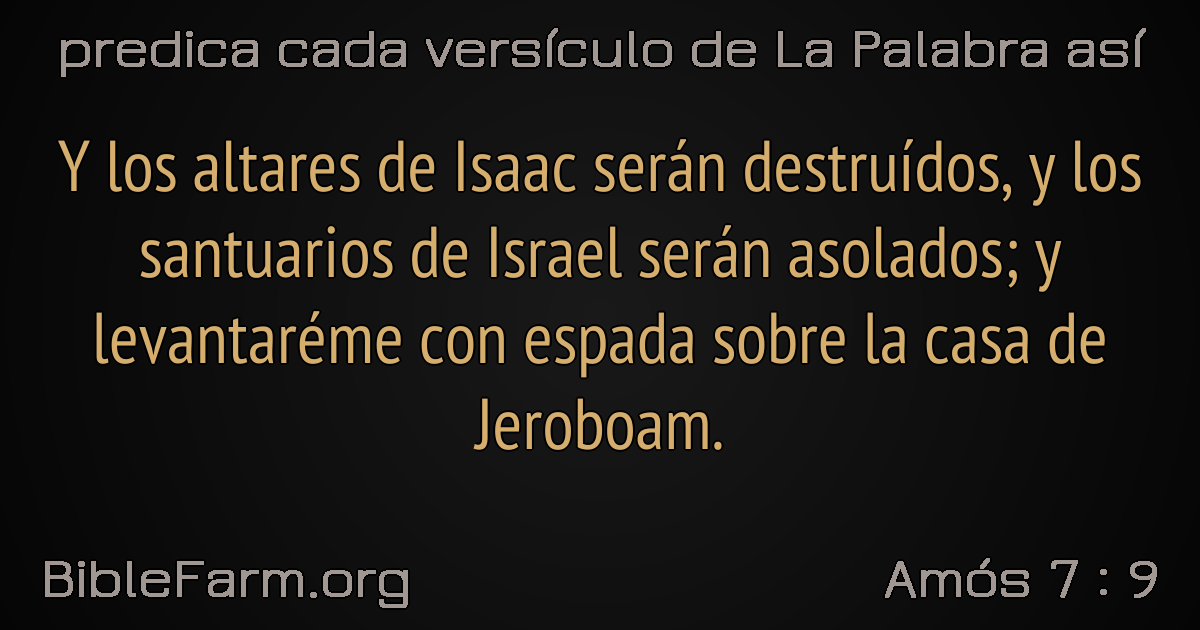 predica cada versículo de La Palabra así
Y los altares de Isaac serán destruídos, y los
santuarios de Israel serán asolados; y
levantaréme con espada sobre la casa de
Jeroboam.
BibleFarm.org
Amós 7 : 9